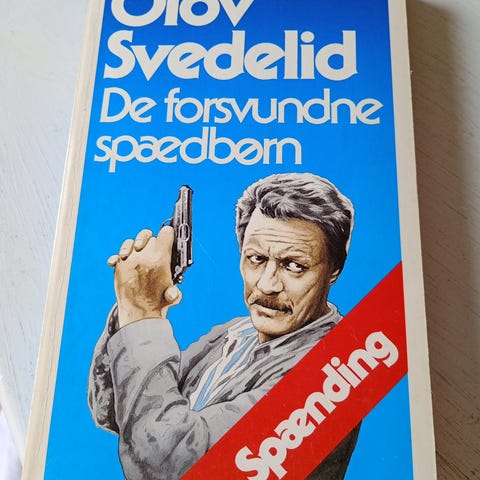 Olov
Svedelid
De forsvundne
spædbørn
Spænding